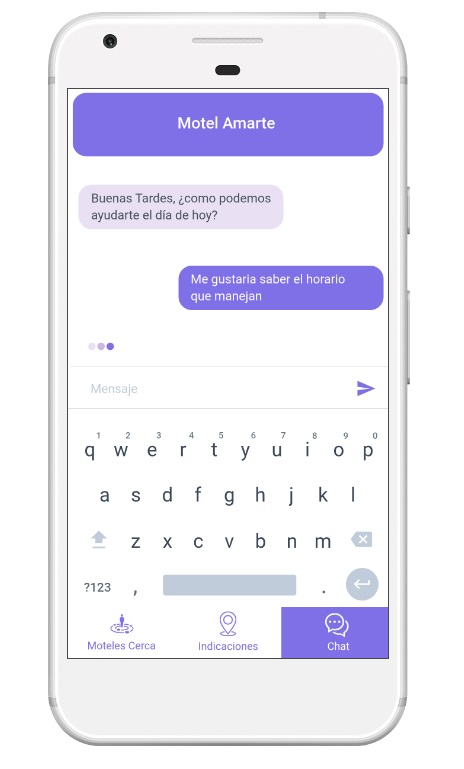 Motel Amarte
Buenas Tardes, ¿como podemos
ayudarte el día de hoy?
Me gustaria saber el horario
que manejan
Mensaje
1 2 3 4 5 6 7 8 9 0
q w e r t y u i o p
a s d f g h j k l
z x c v b n m
?123 , .
Moteles Cerca Indicaciones Chat